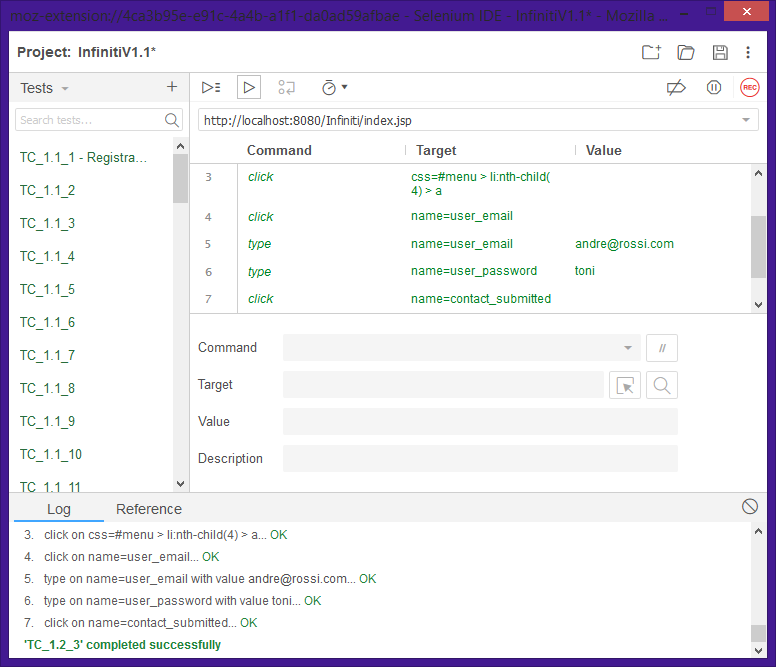 moz-extension://4ca3b95e-e91c-4a4b-a1f1-da0ad59afbae - Selenium IDE - InfinitiV1.1* - Mozilla ...
Project: InfinitiV1.1*
Tests
+
REC
Search tests...
http://localhost:8080/Infiniti/index.jsp
Command Target Value
TC_1.1_1 - Registra...
TC_1.1_2
TC_1.1_3
TC_1.1_4
TC_1.1_5
TC_1.1_6
TC_1.1_7
TC_1.1_8
TC_1.1_9
TC_1.1_10
TC_1.1_11
3 click css=#menu > li:nth-child(
4) > a
4 click name=user_email
5 type name=user_email andre@rossi.com
6 type name=user_password toni
7 click name=contact_submitted
Command
//
Target
Value
Description
Log Reference
3. click on css=#menu > li:nth-child(4) > a... OK
4. click on name=user_email... OK
5. type on name=user_email with value andre@rossi.com... OK
6. type on name=user_password with value toni... OK
7. click on name=contact_submitted... OK
'TC_1.2_3' completed successfully